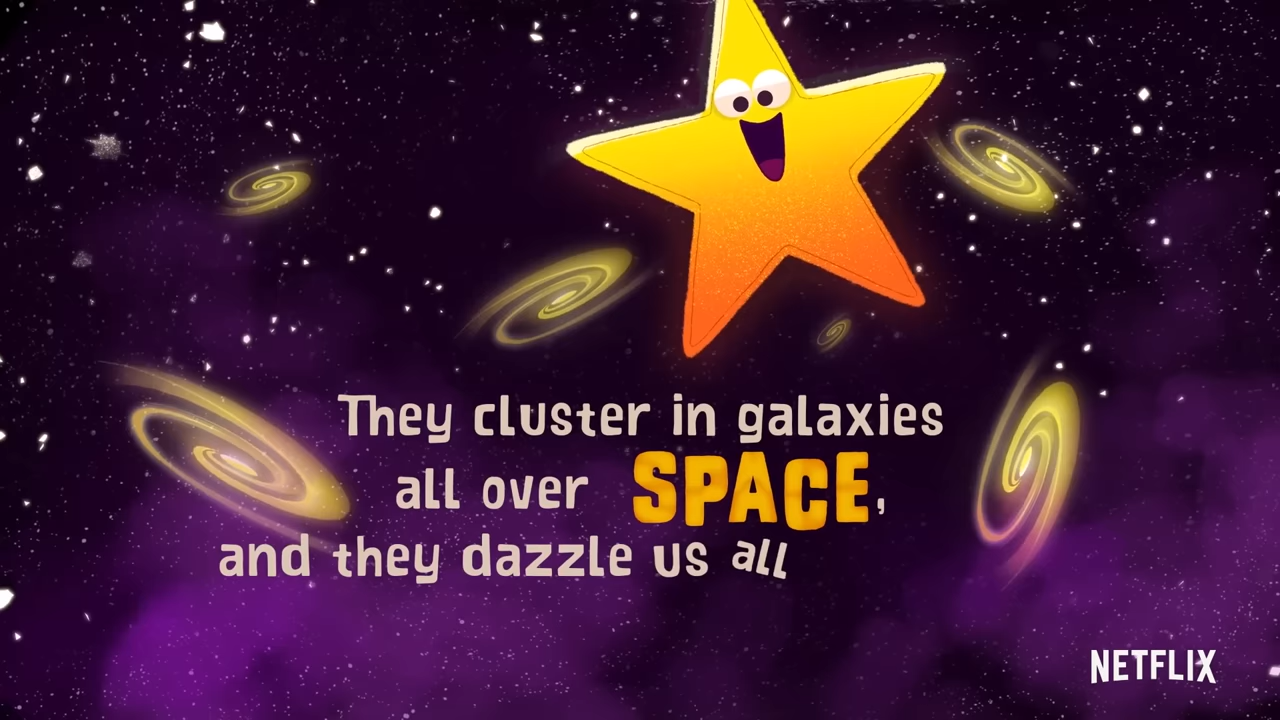 They cluster in galaxies
all over SPACE,
and they dazzle us all
NETFLIX